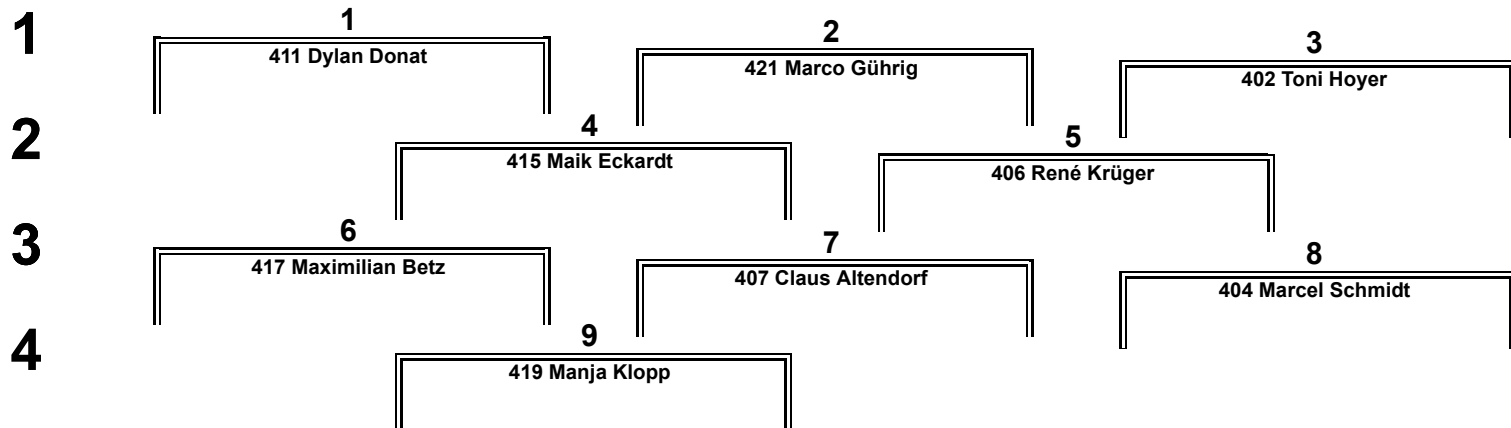 1
1
411 Dylan Donat
2
421 Marco Gührig
3
402 Toni Hoyer
2
4
415 Maik Eckardt
5
406 René Krüger
3
6
417 Maximilian Betz
7
407 Claus Altendorf
8
404 Marcel Schmidt
4
9
419 Manja Klopp